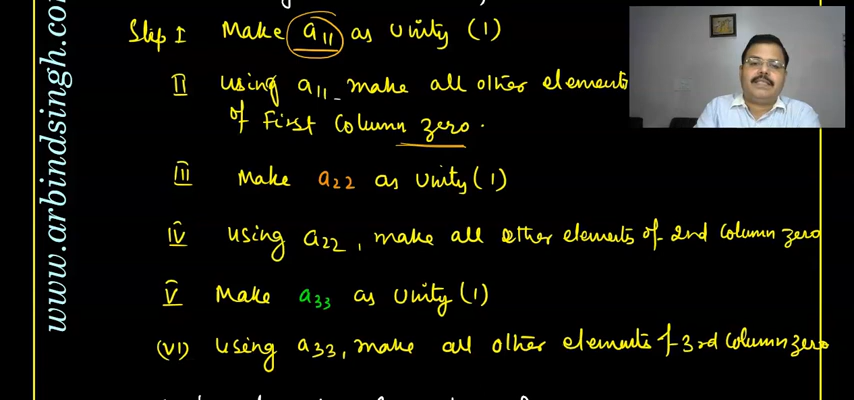 Step I Make a11 as Unity (1)
II Using a11 make all other elements
of First Column zero.
III Make a22 as Unity (1)
IV Using a22, make all other elements of 2nd Column zero
V Make a33 as Unity (1)
(VI) Using a33, make all other elements of 3rd Column zero
www.arbindsingh.com